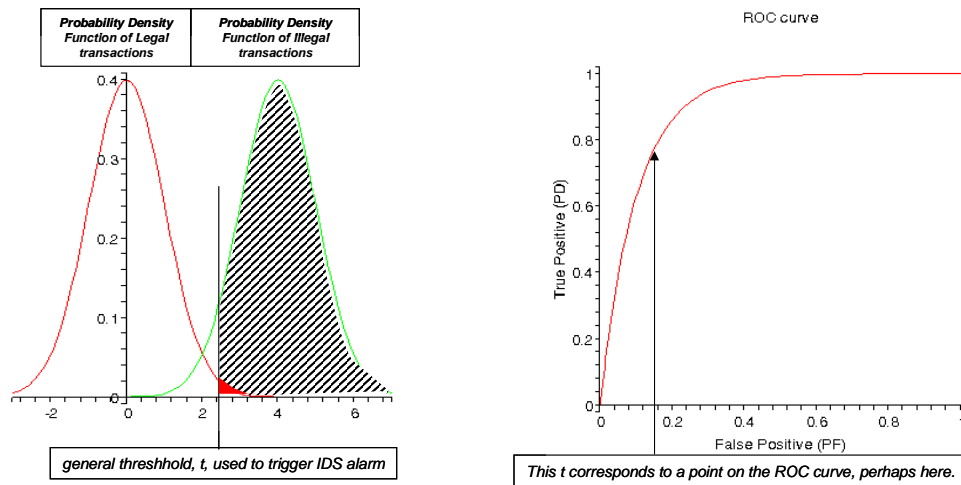 Probability Density
Function of Legal
transactions
Probability Density
Function of Illegal
transactions
0.4
0.3
0.2
0.1
0
-2
0
2
4
6
general threshhold, t, used to trigger IDS alarm
ROC curve
1
0.8
0.6
0.4
0.2
0
True Positive (PD)
0
0.2
0.4
0.6
0.8
1
False Positive (PF)
This t corresponds to a point on the ROC curve, perhaps here.